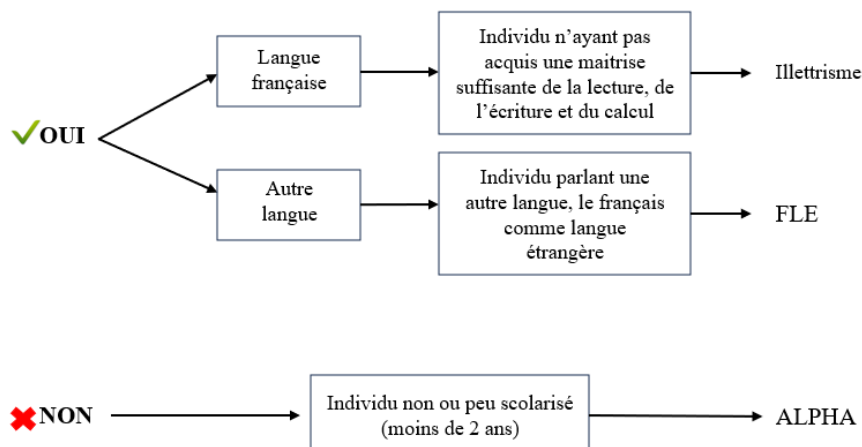 Langue
française
Individu n’ayant pas
acquis une maitrise
suffisante de la lecture, de
l’écriture et du calcul
Illettrisme
OUI
Autre
langue
Individu parlant une
autre langue, le français
comme langue
étrangère
FLE
NON
Individu non ou peu scolarisé
(moins de 2 ans)
ALPHA